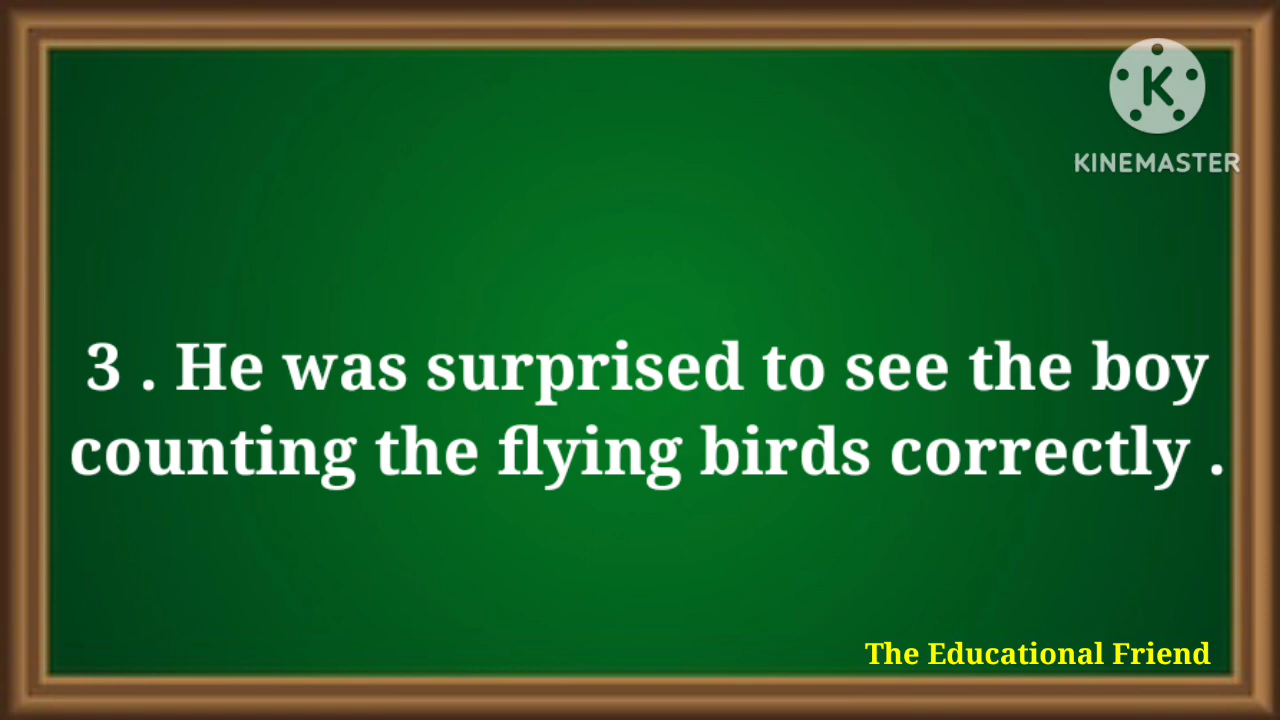 K
KINEMASTER
3 . He was surprised to see the boy
counting the flying birds correctly .
The Educational Friend